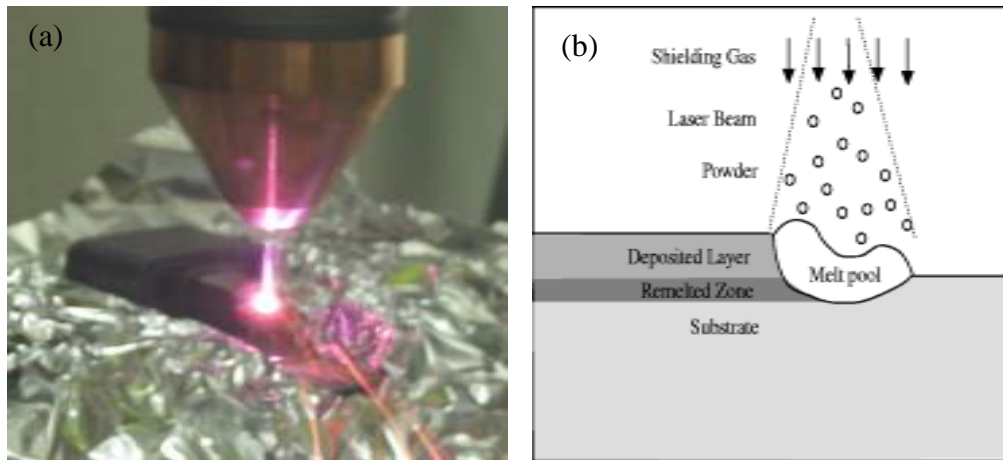 (a)
(b)
Shielding Gas
Laser Beam
Powder
Deposited Layer
Melt pool
Remelted Zone
Substrate